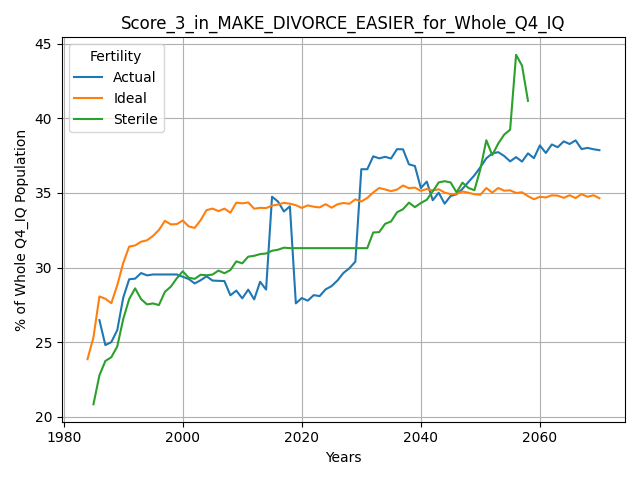 Score_3_in_MAKE_DIVORCE_EASIER_for_Whole_Q4_IQ
% of Whole Q4_IQ Population
45
40
35
30
25
20
Fertility
Actual
Ideal
Sterile
1980
2000
2020
2040
2060
Years